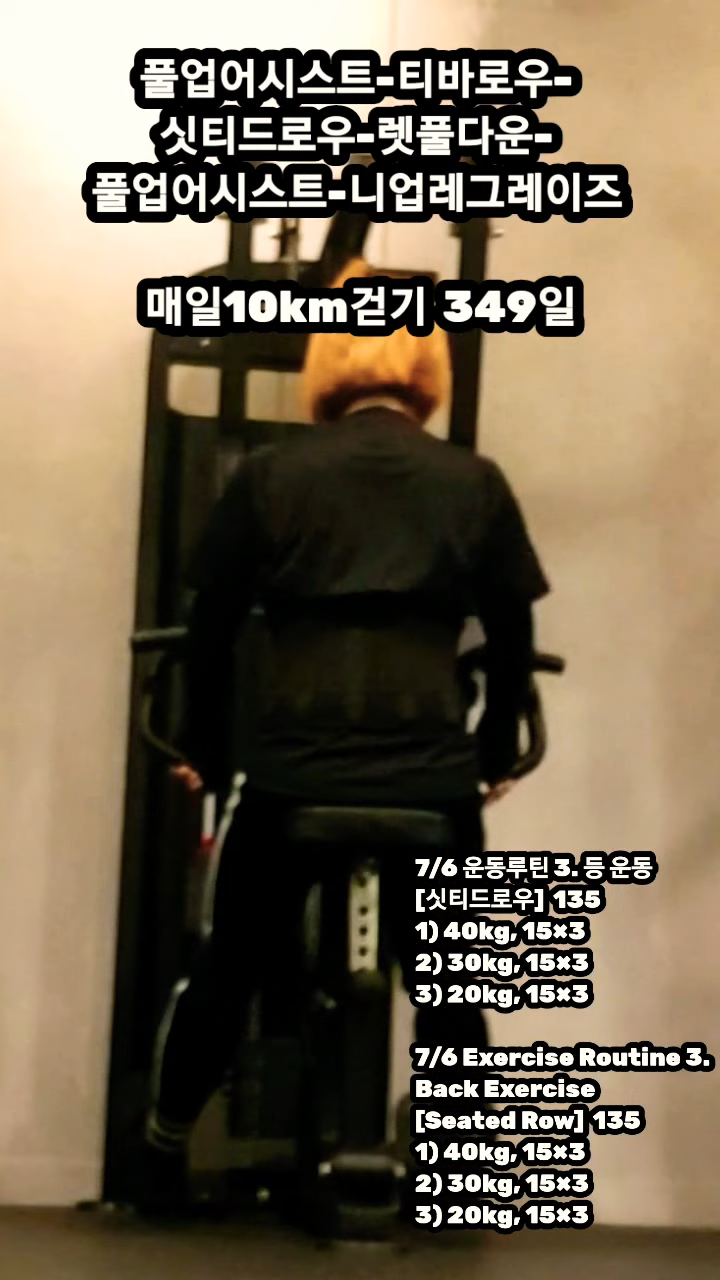 풀업어시스트-티바로우-
싯티드로우-렛풀다운-
풀업어시스트-니업레그레이즈
매일10km걷기 349일
7/6 운동루틴 3. 등 운동
[싯티드로우] 135
1) 40kg, 15×3
2) 30kg, 15×3
3) 20kg, 15×3
7/6 Exercise Routine 3.
Back Exercise
[Seated Row] 135
1) 40kg, 15×3
2) 30kg, 15×3
3) 20kg, 15×3